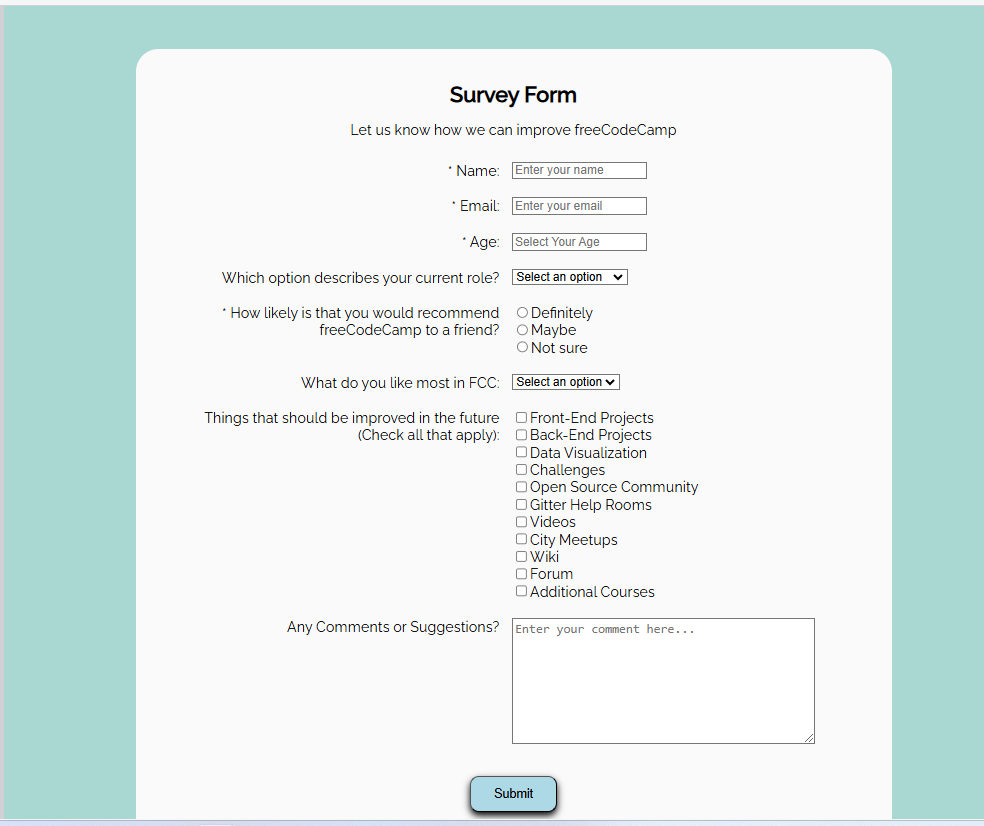 Survey Form
Let us know how we can improve freeCodeCamp
* Name: Enter your name
* Email: Enter your email
* Age: Select Your Age
Which option describes your current role? Select an option
* How likely is that you would recommend
freeCodeCamp to a friend?
Definitely
Maybe
Not sure
What do you like most in FCC: Select an option
Things that should be improved in the future
(Check all that apply):
Front-End Projects
Back-End Projects
Data Visualization
Challenges
Open Source Community
Gitter Help Rooms
Videos
City Meetups
Wiki
Forum
Additional Courses
Any Comments or Suggestions? Enter your comment here...
Submit